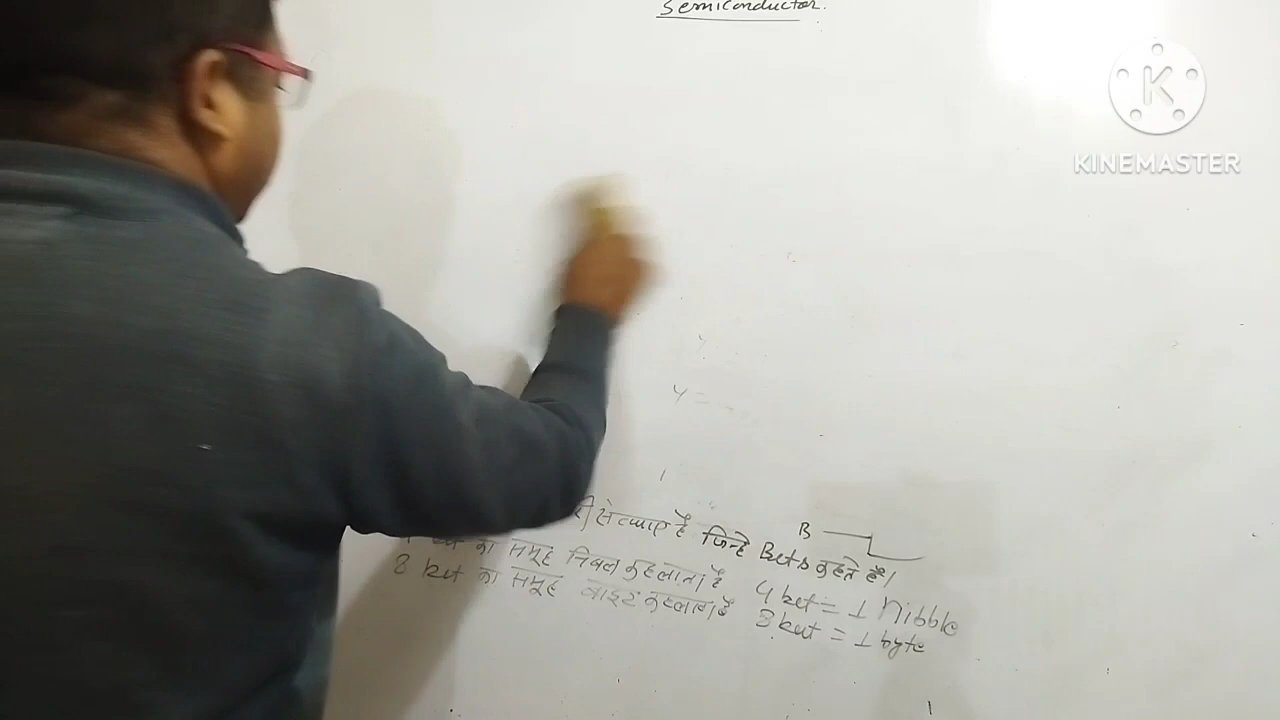 Semiconductor.
KINEMASTER
Y =
B
है जिन्हे Bits कहते हैं।
bit का समूह निबल कहलाता है 4 bit = 1 Nibble
8 bit का समूह बाइट कहलाता है 8 bit = 1 byte